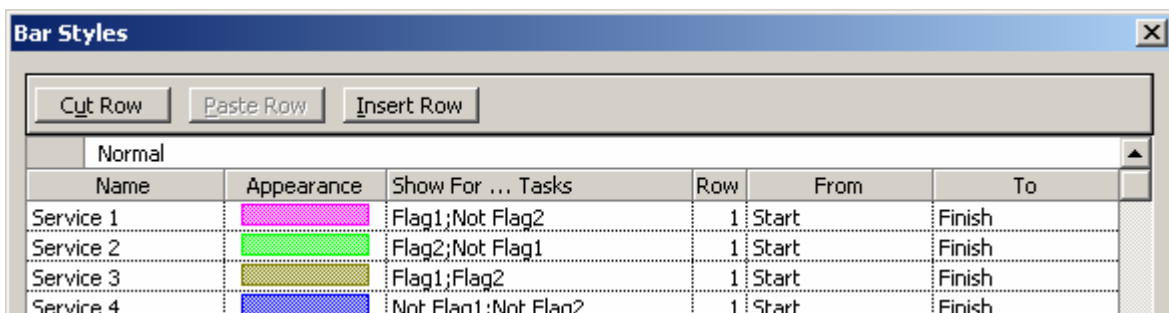 Bar Styles
Cut Row Paste Row Insert Row
Normal
Name Appearance Show For ... Tasks Row From To
Service 1 Flag1;Not Flag2 1 Start Finish
Service 2 Flag2;Not Flag1 1 Start Finish
Service 3 Flag1;Flag2 1 Start Finish
Service 4 Not Flag1;Not Flag2 1 Start Finish